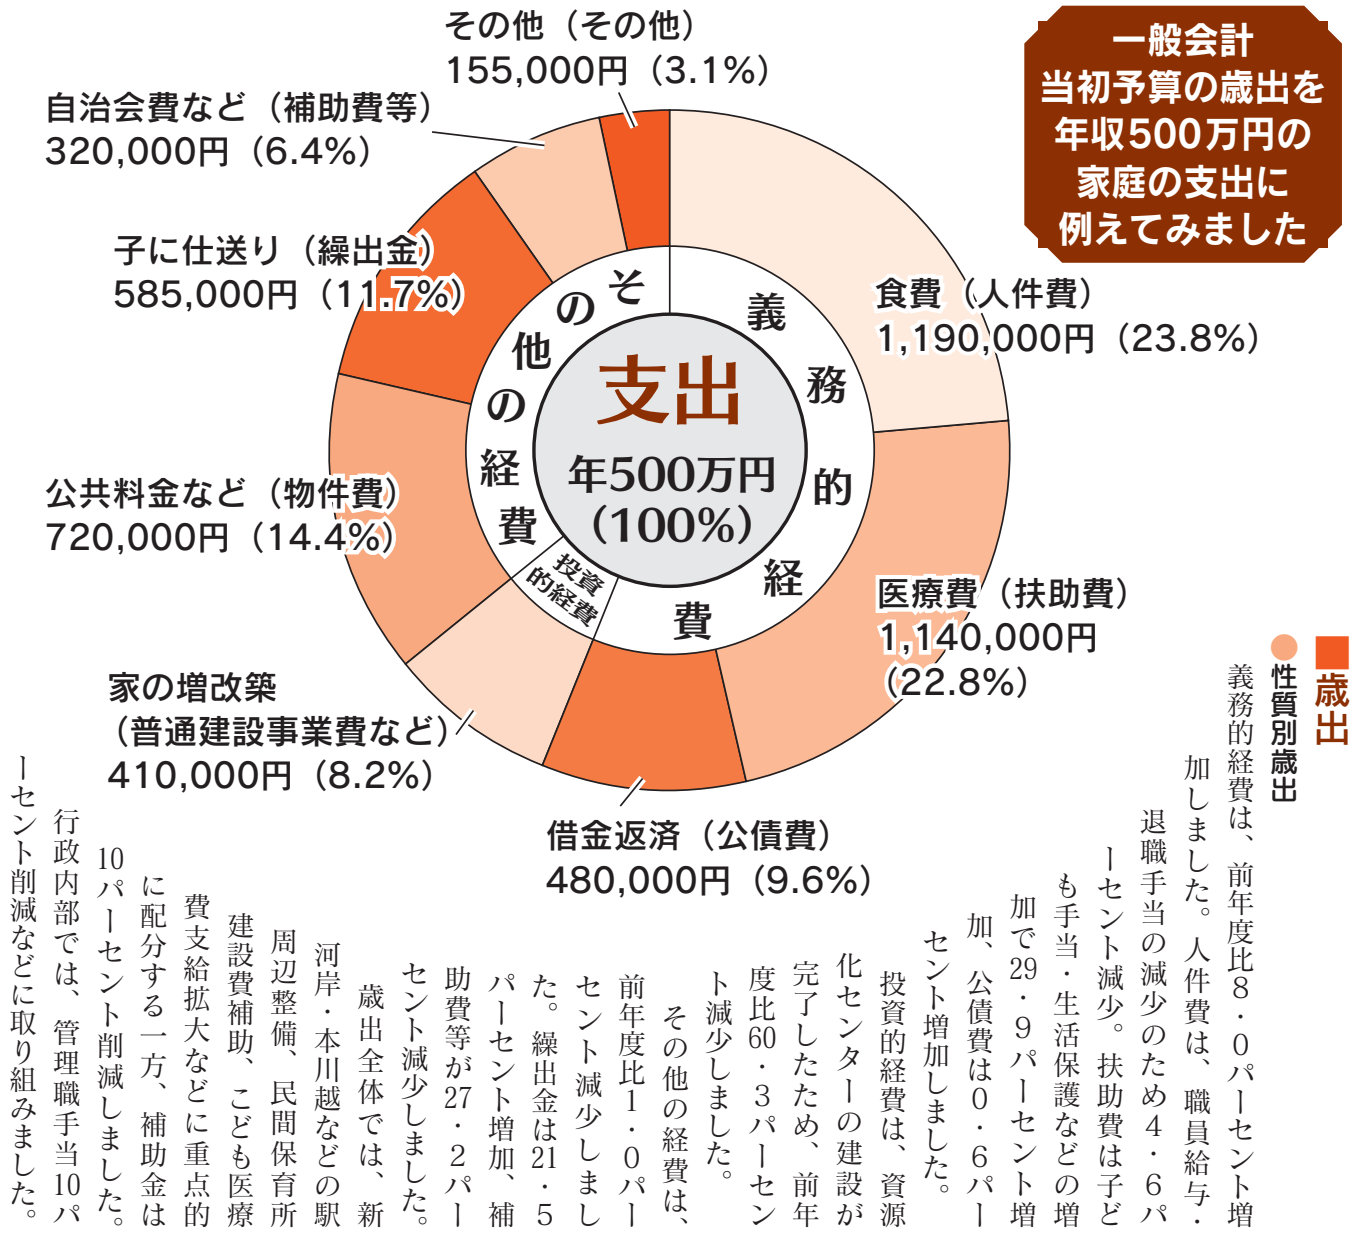 一般会計
当初予算の歳出を
年収500万円の
家庭の支出に
例えてみました
その他（その他）
155,000円（3.1%）
自治会費など（補助費等）
320,000円（6.4%）
子に仕送り（繰出金）
585,000円（11.7%）
公共料金など（物件費）
720,000円（14.4%）
家の増改築
（普通建設事業費など）
410,000円（8.2%）
借金返済（公債費）
480,000円（9.6%）
医療費（扶助費）
1,140,000円
（22.8%）
食費（人件費）
1,190,000円（23.8%）
義務的経費
投資
的経費
その他の経費
支出
年500万円
（100%）
■歳出
●性質別歳出
義務的経費は、前年度比8・0パーセント増
加しました。人件費は、職員給与・
退職手当の減少のため4・6パ
ーセント減少。扶助費は子ど
も手当・生活保護などの増
加で29・9パーセント増
加、公債費は0・6パー
セント増加しました。
投資的経費は、資源
化センターの建設が
完了したため、前年
度比60・3パーセン
ト減少しました。
その他の経費は、
前年度比1・0パー
セント減少しまし
た。繰出金は21・5
パーセント増加、補
助費等が27・2パー
セント減少しました。
歳出全体では、新
河岸・本川越などの駅
周辺整備、民間保育所
建設費補助、こども医療
費支給拡大などに重点的
に配分する一方、補助金は
10パーセント削減しました。
行政内部では、管理職手当10パ
ーセント削減などに取り組みました。